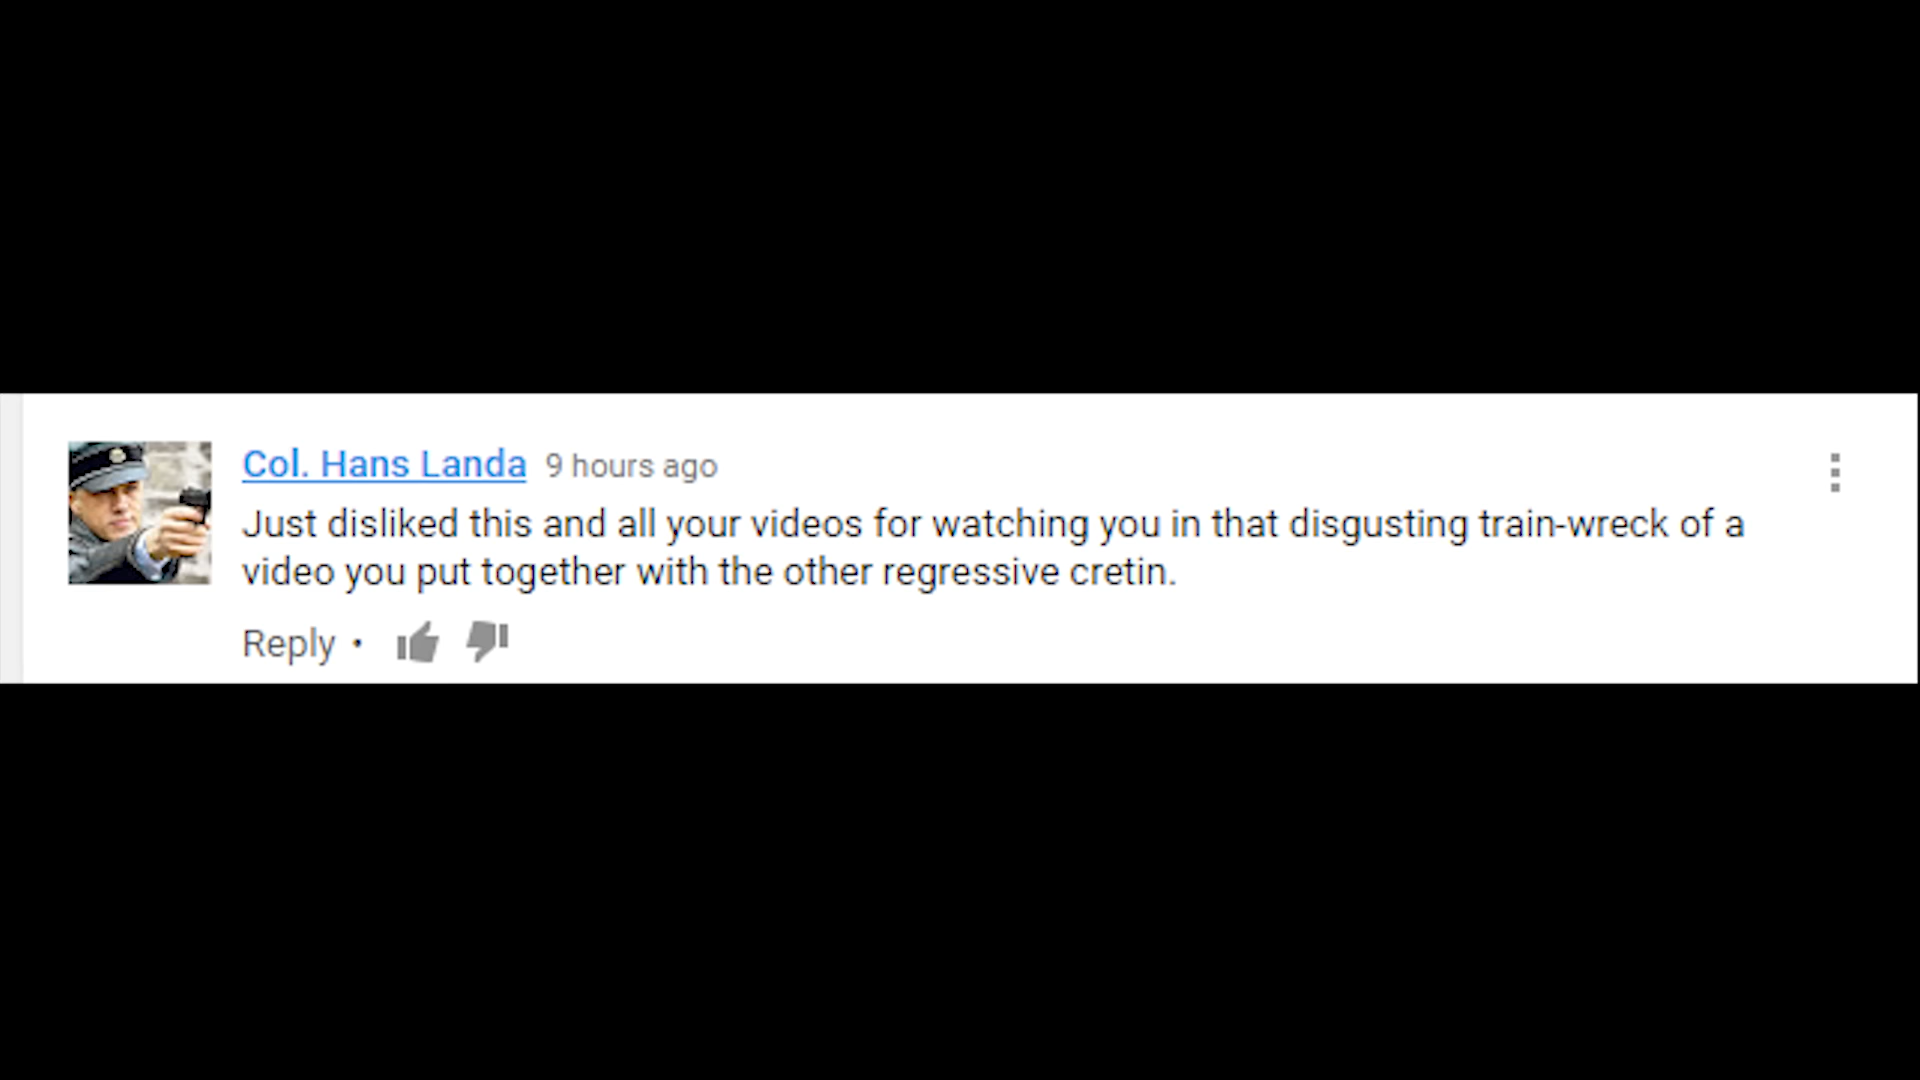 Col. Hans Landa 9 hours ago
Just disliked this and all your videos for watching you in that disgusting train-wreck of a
video you put together with the other regressive cretin.
Reply •